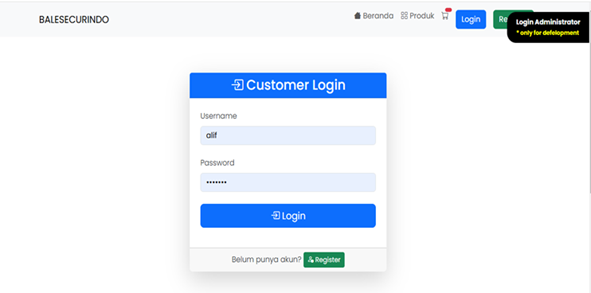 BALESECURINDO
Beranda
Produk
Login
Re
Login Administrator
* only for defelopment
Customer Login
Username
alif
Password
•••••••
Login
Belum punya akun? Register